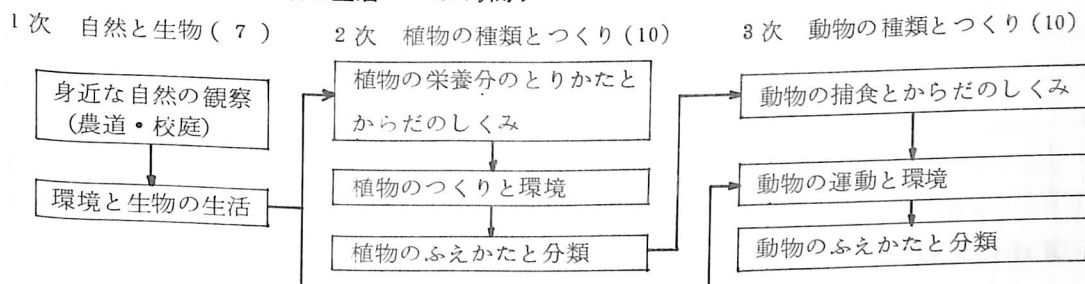 1次 自然と生物(7)
身近な自然の観察
(農道・校庭)
環境と生物の生活
2次 植物の種類とつくり(10)
植物の栄養分のとりかたと
からだのしくみ
植物のつくりと環境
植物のふえかたと分類
3次 動物の種類とつくり(10)
動物の捕食とからだのしくみ
動物の運動と環境
動物のふえかたと分類